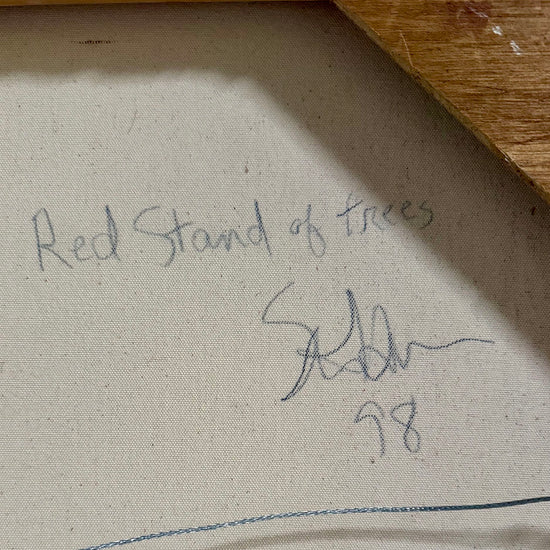 Red Stand of trees
98